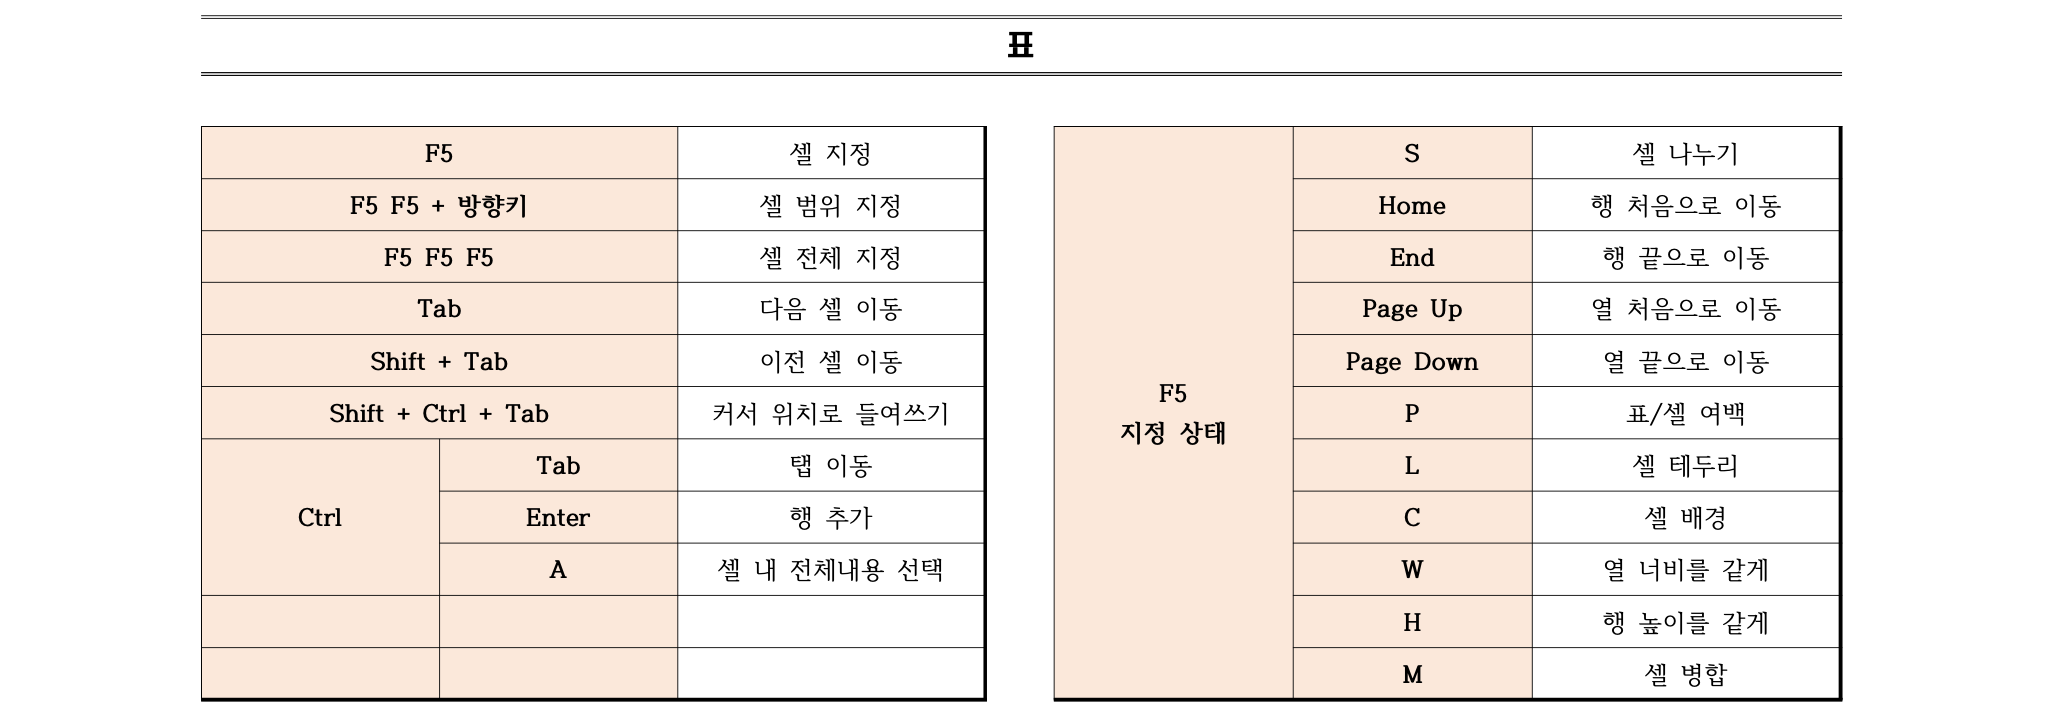 표
F5 셀 지정
F5 F5 + 방향키 셀 범위 지정
F5 F5 F5 셀 전체 지정
Tab 다음 셀 이동
Shift + Tab 이전 셀 이동
Shift + Ctrl + Tab 커서 위치로 들여쓰기
Ctrl
Tab 탭 이동
Enter 행 추가
A 셀 내 전체내용 선택
F5
지정 상태
S 셀 나누기
Home 행 처음으로 이동
End 행 끝으로 이동
Page Up 열 처음으로 이동
Page Down 열 끝으로 이동
P 표/셀 여백
L 셀 테두리
C 셀 배경
W 열 너비를 같게
H 행 높이를 같게
M 셀 병합